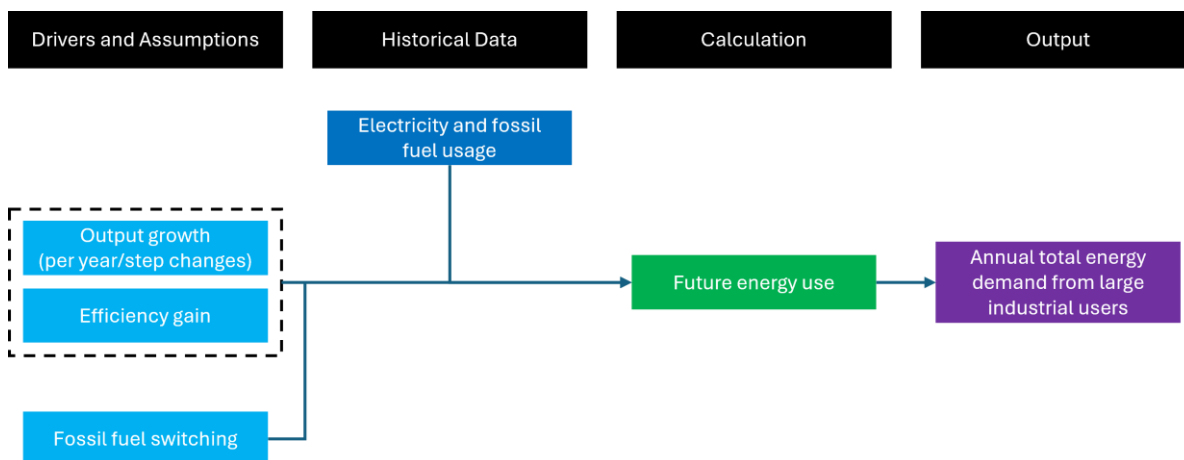 Drivers and Assumptions
Historical Data
Calculation
Output
Electricity and fossil
fuel usage
Output growth
(per year/step changes)
Efficiency gain
Fossil fuel switching
Future energy use
Annual total energy
demand from large
industrial users